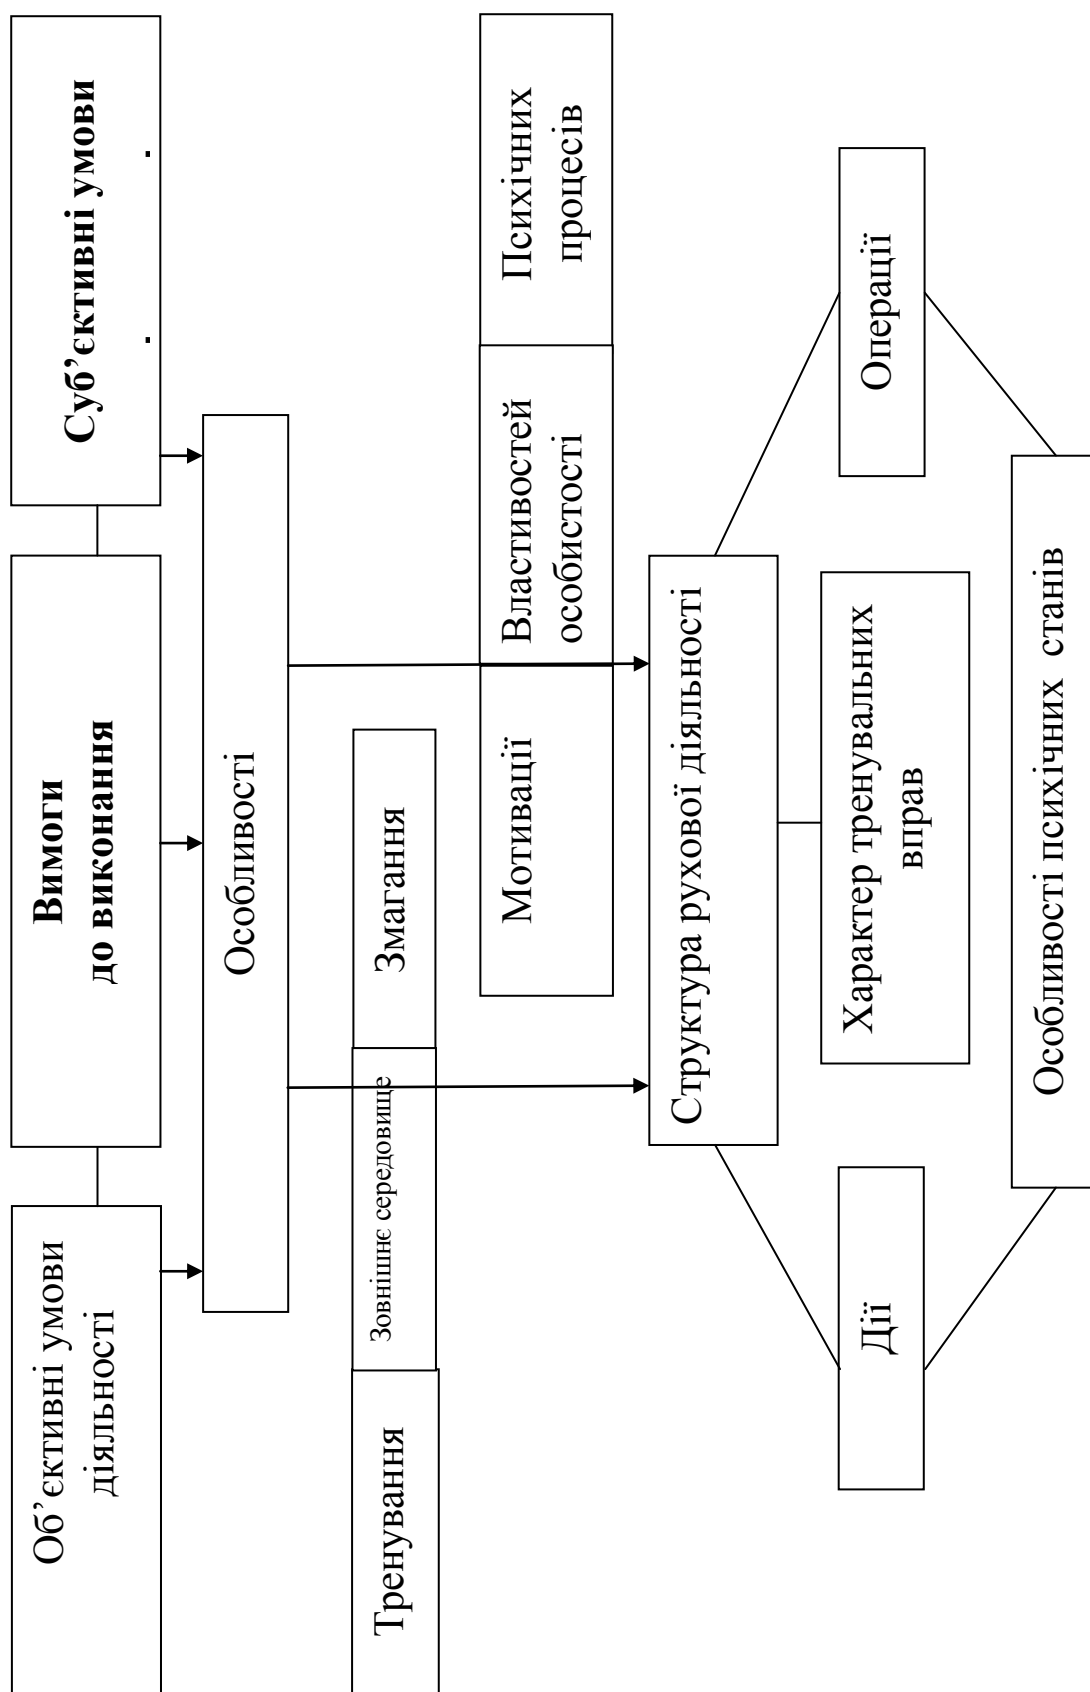 Об’єктивні умови
діяльності
Вимоги
до виконання
Суб’єктивні умови
Особливості
Тренування
Зовнішнє середовище
Змагання
Мотивації
Властивостей
особистості
Психічних
процесів
Структура рухової діяльності
Дії
Характер тренувальних
вправ
Операції
Особливості психічних станів